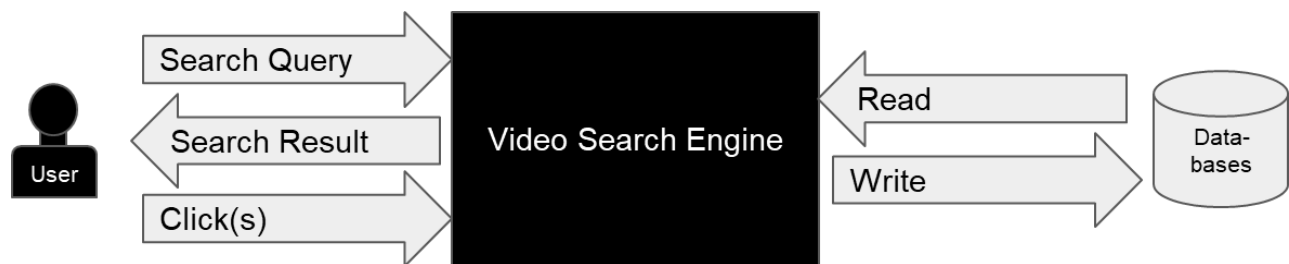 Search Query
Search Result
Click(s)
User
Video Search Engine
Read
Write
Data-
bases